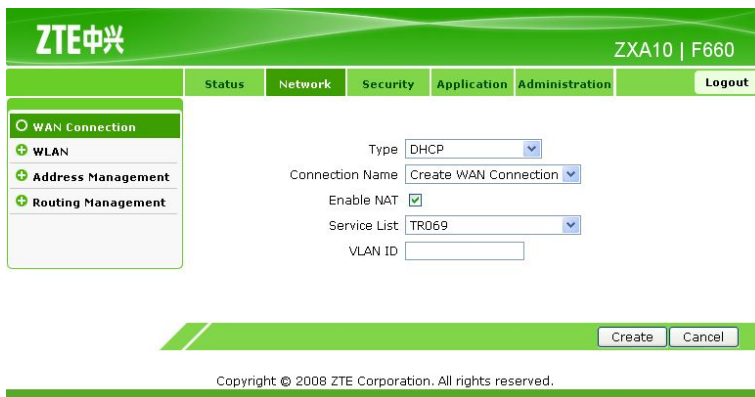 ZTE中兴
ZXA10 | F660
Status Network Security Application Administration Logout
WAN Connection
WLAN
Address Management
Routing Management
Type DHCP
Connection Name Create WAN Connection
Enable NAT
Service List TR069
VLAN ID
Create Cancel
Copyright © 2008 ZTE Corporation. All rights reserved.